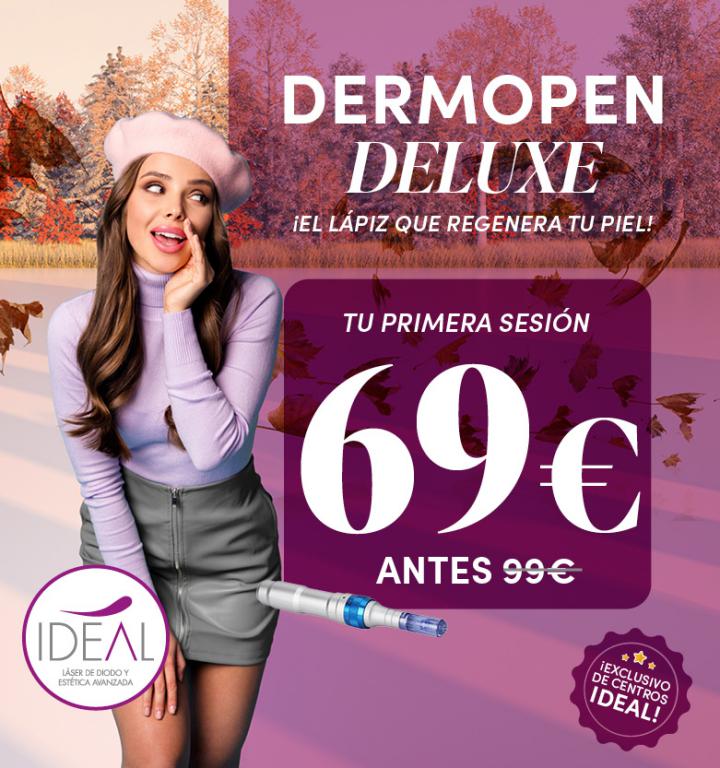 DERMOPEN
DELUXE
¡EL LÁPIZ QUE REGENERA TU PIEL!
TU PRIMERA SESIÓN
69€
ANTES 99€
IDEAL
LÁSER DE DIODO Y
ESTÉTICA AVANZADA
¡EXCLUSIVO
DE CENTROS
IDEAL!